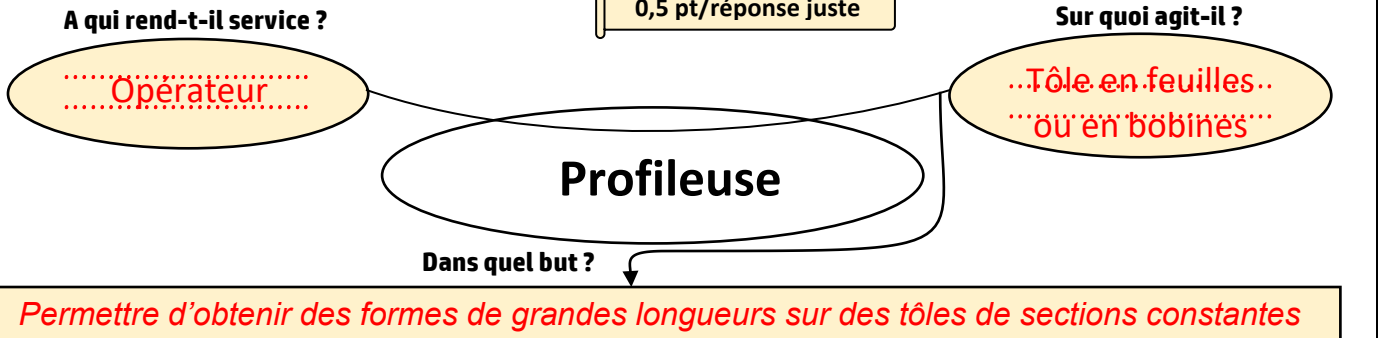 0,5 pt/réponse juste
A qui rend-t-il service ?
Sur quoi agit-il ?
Opérateur
Tôle en feuilles
ou en bobines
Profileuse
Dans quel but ?
Permettre d'obtenir des formes de grandes longueurs sur des tôles de sections constantes